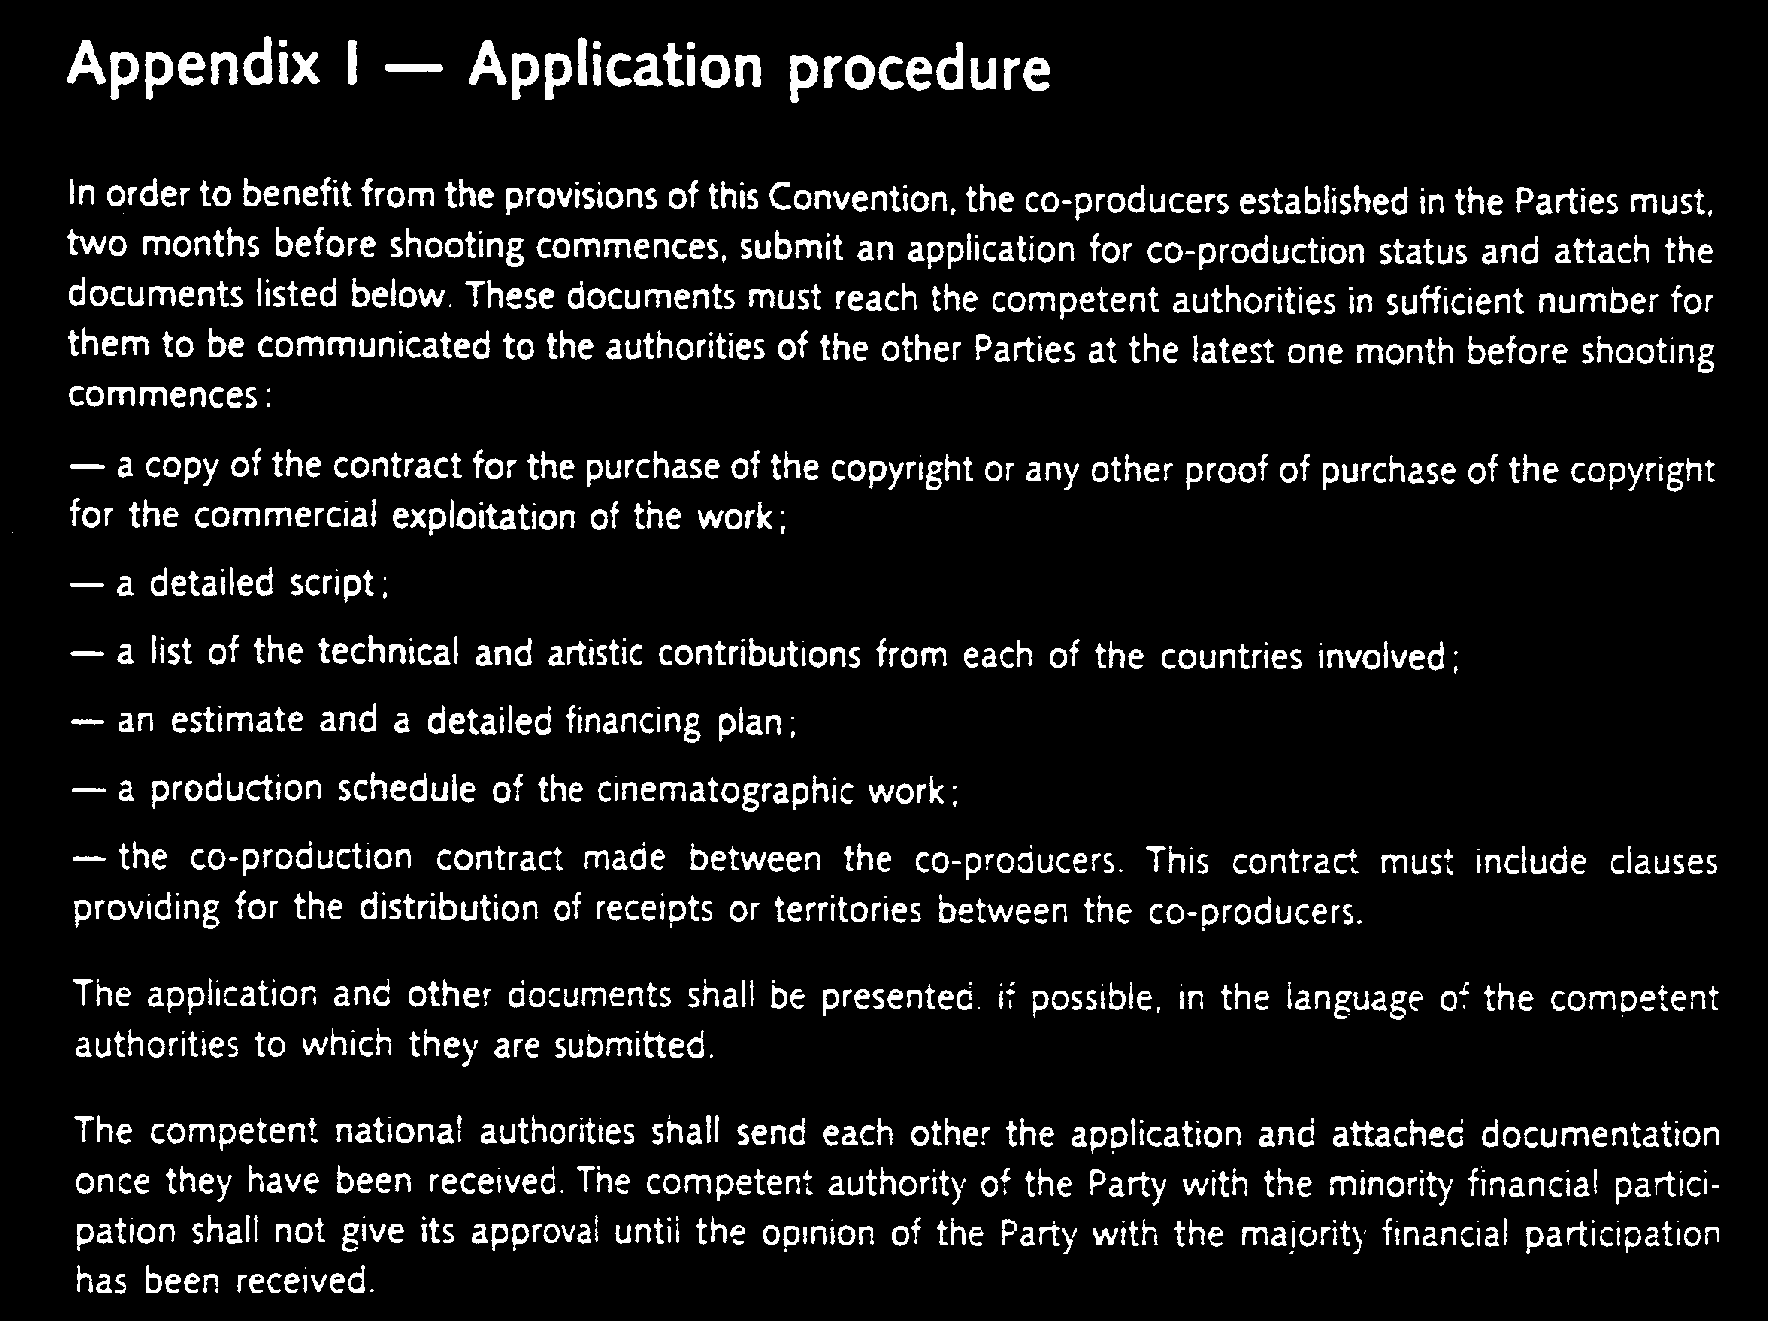 Appendix I — Application procedure
In order to benefit from the provisions of this Convention, the co-producers established in the Parties must,
two months before shooting commences, submit an application for co-production status and attach the
documents listed below. These documents must reach the competent authorities in sufficient number for
them to be communicated to the authorities of the other Parties at the latest one month before shooting
commences:
— a copy of the contract for the purchase of the copyright or any other proof of purchase of the copyright
for the commercial exploitation of the work;
— a detailed script;
— a list of the technical and artistic contributions from each of the countries involved;
— an estimate and a detailed financing plan;
— a production schedule of the cinematographic work;
— the co-production contract made between the co-producers. This contract must include clauses
providing for the distribution of receipts or territories between the co-producers.
The application and other documents shall be presented. if possible, in the language of the competent
authorities to which they are submitted.
The competent national authorities shall send each other the application and attached documentation
once they have been received. The competent authority of the Party with the minority financial partici-
pation shall not give its approval until the opinion of the Party with the majority financial participation
has been received.